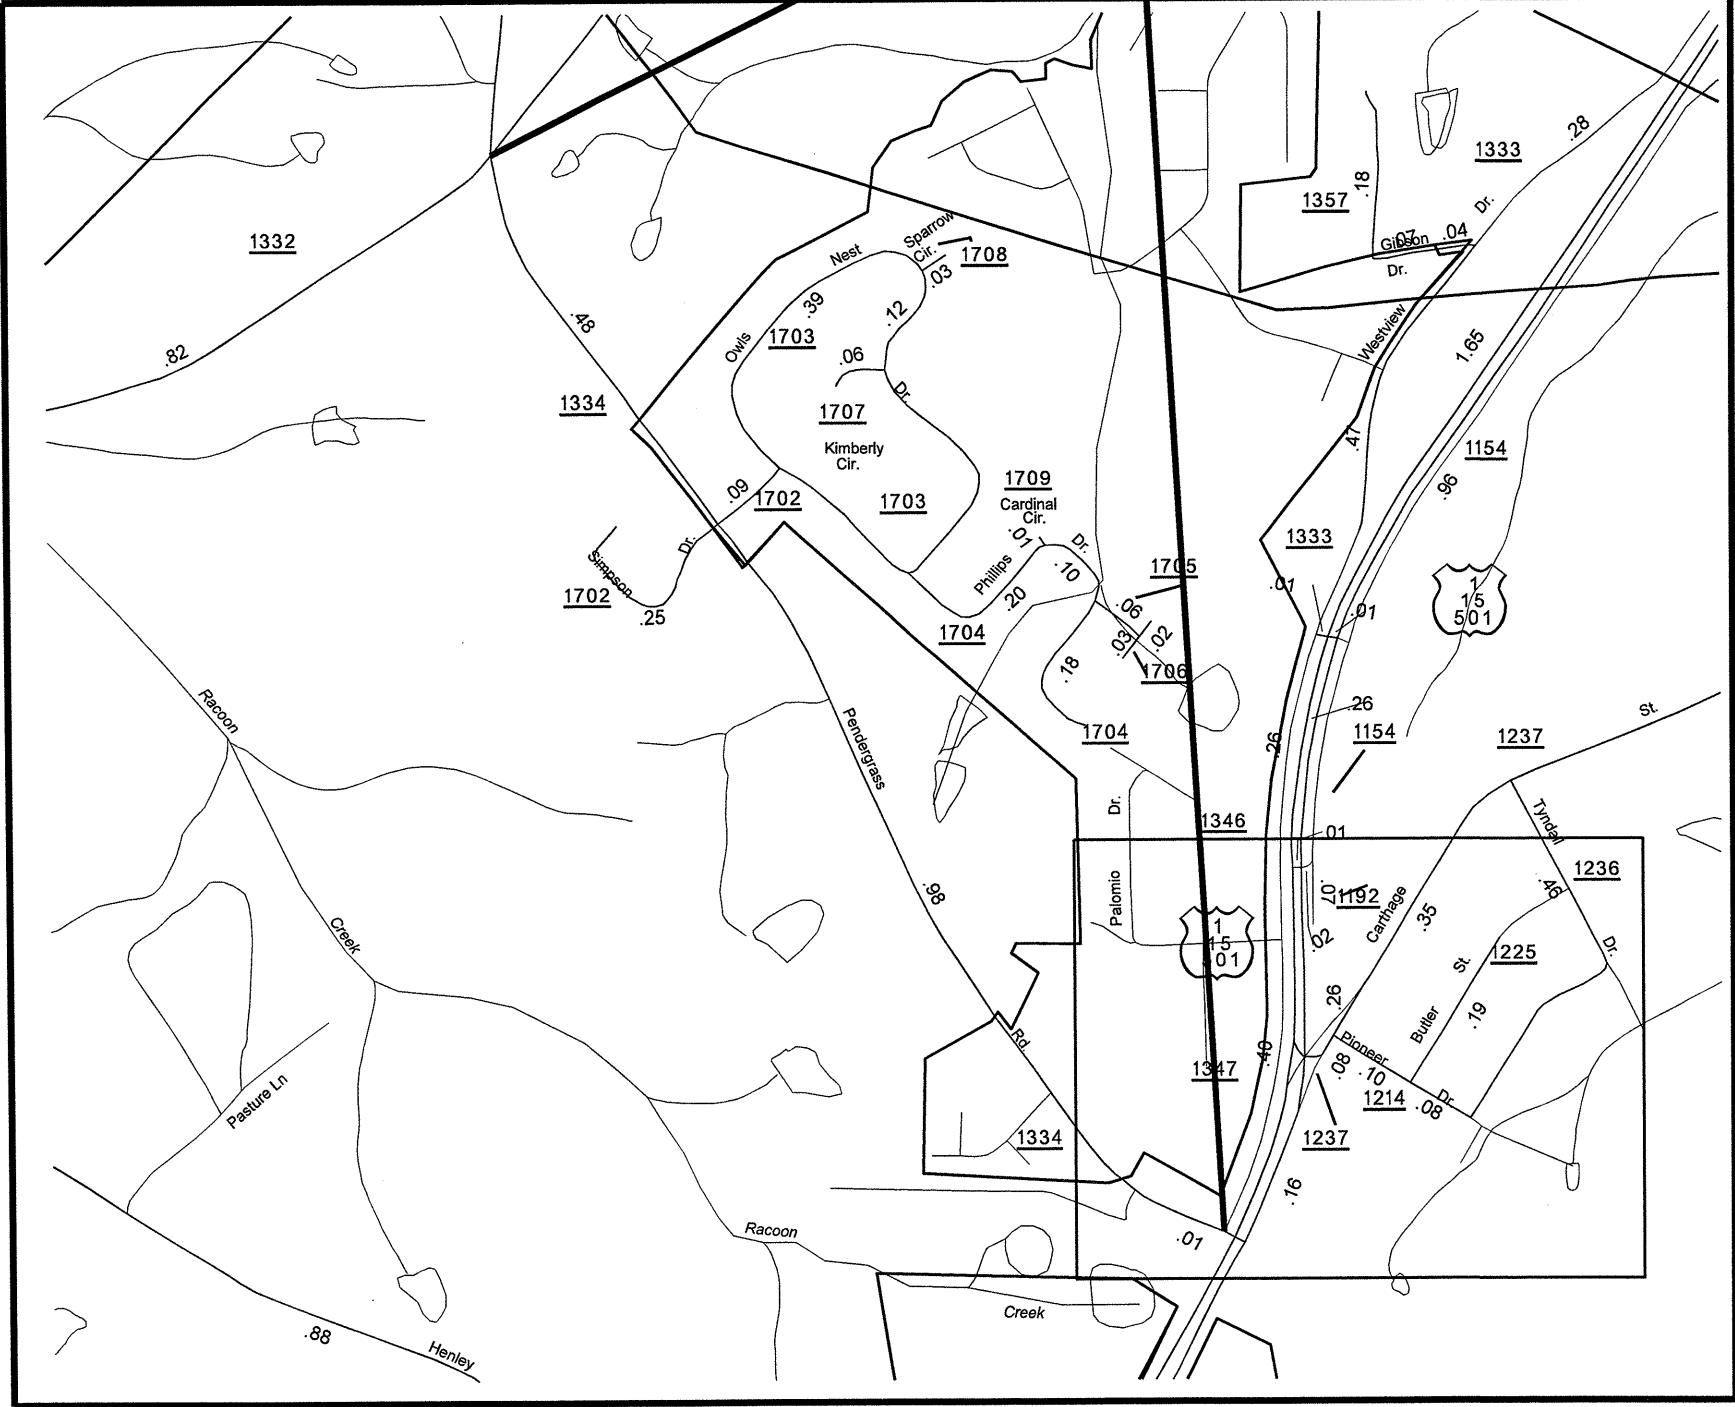 .28
1333
.18
1357
Dr.
1332
Sparrow
Cir.
1708
Nest
.04
.07
Gibson
Dr.
.03
.39
.12
.48
1703
Owls
Westview
1.65
.82
.06
Dr.
1334
1707
Kimberly
Cir.
.47
1154
.96
.09
1702
1703
1709
Cardinal
Cir.
.01
Dr.
1333
Dr.
Simpson
1702
.25
Phillips
.20
.10
1705
.01
.01
1
15
501
.06
.03
.02
1704
.18
1706
Racoon
Pendergrass
.26
.26
1154
1704
1237
St.
Dr.
1346
.01
Tyndall
Palomio
.98
.07
1192
Carthage
.35
.46
1236
1
15
501
.02
Creek
St.
1225
Dr.
.26
Butler
.19
Rd.
.40
Pioneer
1347
.08
.10
1214
Dr.
.08
Pasture Ln
1334
1237
.16
Racoon
.01
Creek
.88
Henley